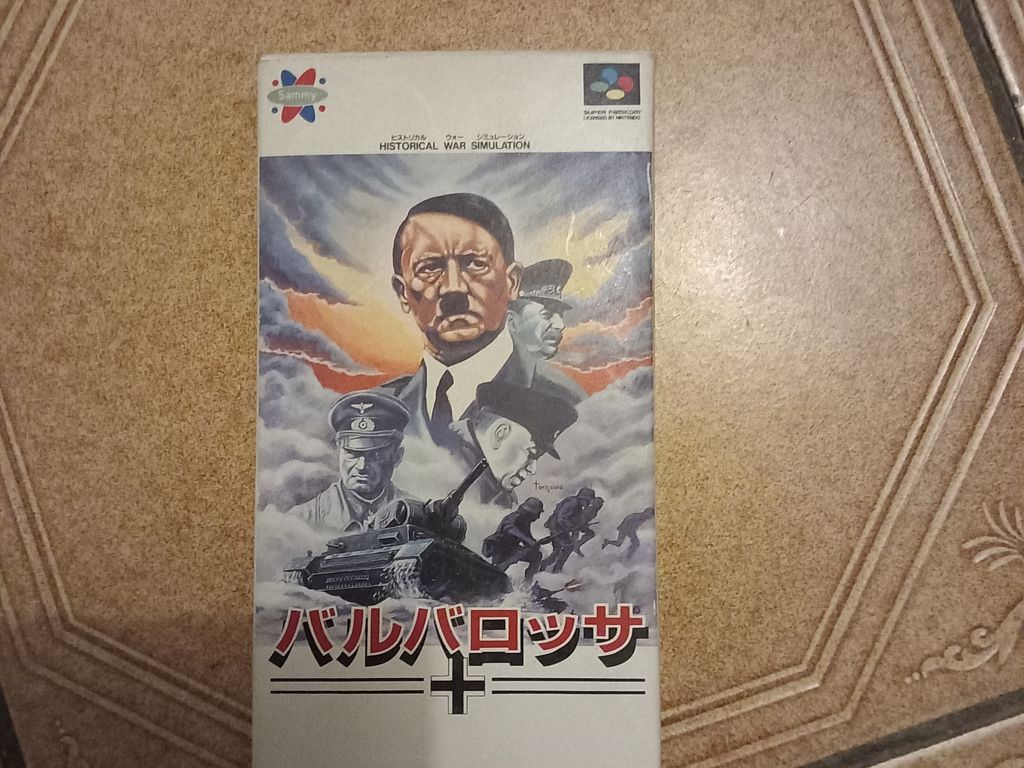 Sammy
SUPER FAMICOM
LICENSED BY NINTENDO
ヒストリカル ウォー シミュレーション
HISTORICAL WAR SIMULATION
バルバロッサ